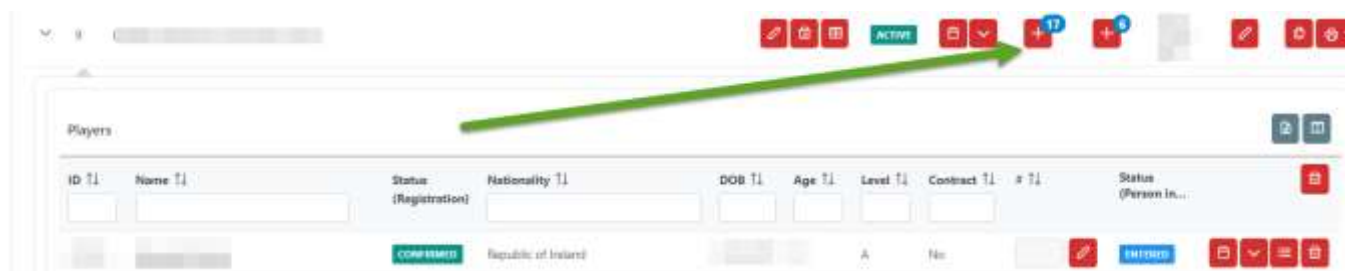 9 ACTIVE 17 6
Players
ID Name Status (Registration) Nationality DOB Age Level Contract # Status (Person in...
CONFIRMED Republic of Ireland A No ENTERED